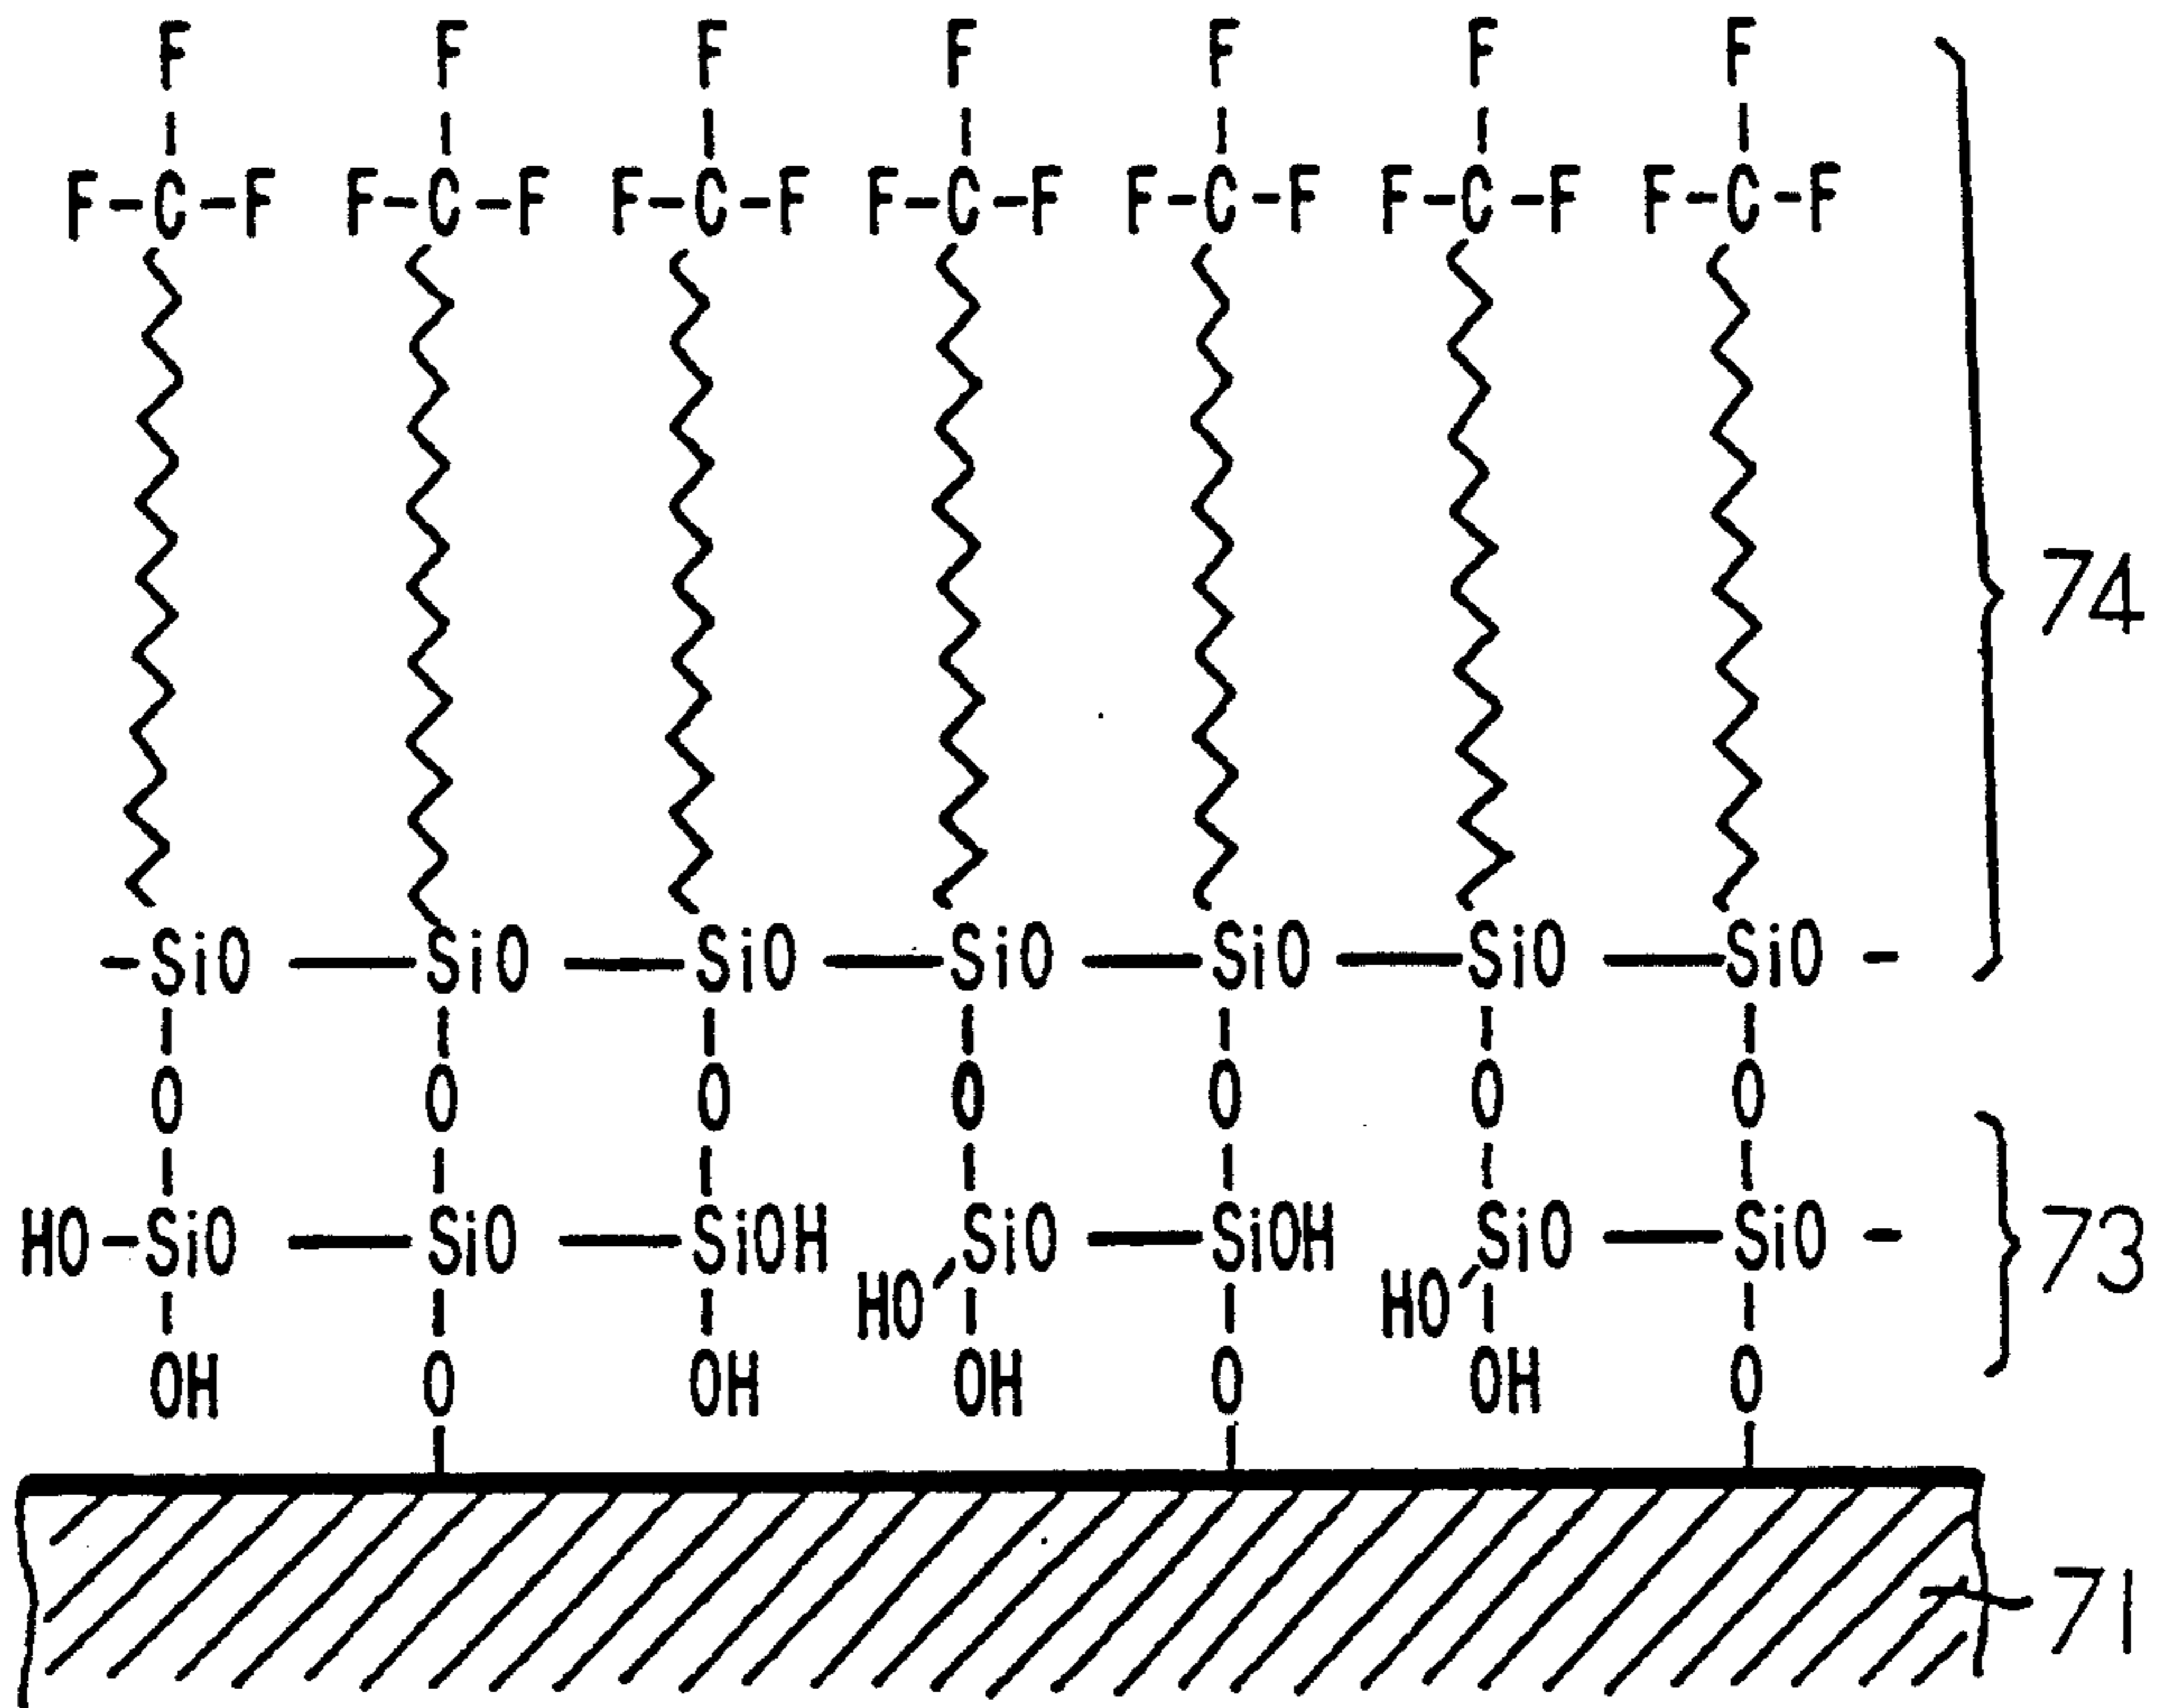 F F F F F F F
F-C-F F-C-F F-C-F F-C-F F-C-F F-C-F F-C-F
74
-SiO — SiO — SiO — SiO — SiO — SiO — SiO -
O O O O O O O
HO-SiO — SiO — SiOH SiO — SiOH SiO — SiO -
73
HO HO
OH O OH OH O OH O
71